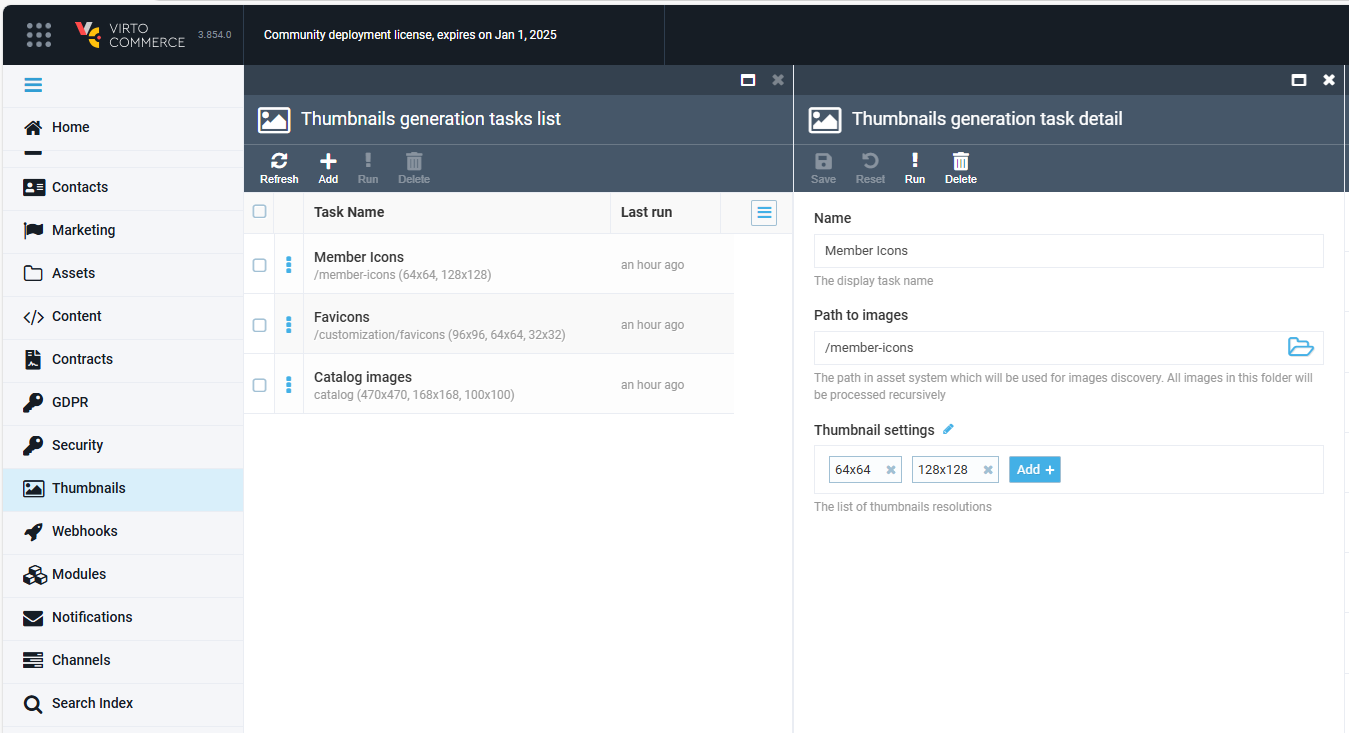 VIRTO
COMMERCE
3.854.0
Community deployment license, expires on Jan 1, 2025
Home
Contacts
Marketing
Assets
Content
Contracts
GDPR
Security
Thumbnails
Webhooks
Modules
Notifications
Channels
Search Index
Thumbnails generation tasks list
Refresh
Add
Run
Delete
Task Name
Last run
Member Icons
/member-icons (64x64, 128x128)
an hour ago
Favicons
/customization/favicons (96x96, 64x64, 32x32)
an hour ago
Catalog images
catalog (470x470, 168x168, 100x100)
an hour ago
Thumbnails generation task detail
Save
Reset
Run
Delete
Name
Member Icons
The display task name
Path to images
/member-icons
The path in asset system which will be used for images discovery. All images in this folder will
be processed recursively
Thumbnail settings
64x64
128x128
Add +
The list of thumbnails resolutions